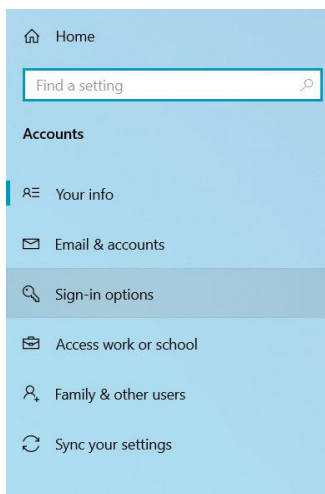 Home
Find a setting
Accounts
Your info
Email & accounts
Sign-in options
Access work or school
Family & other users
Sync your settings